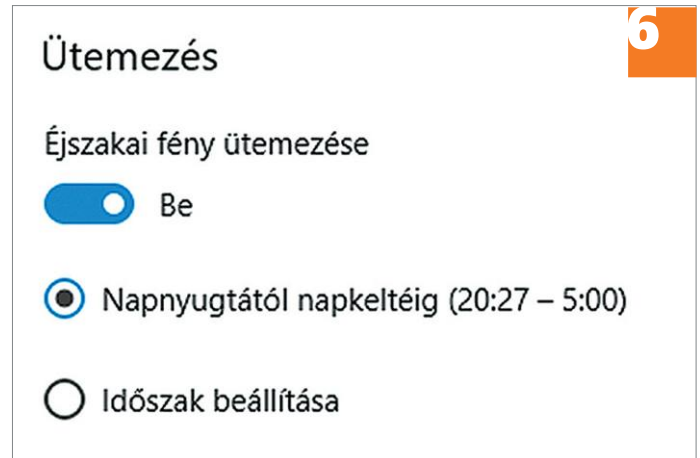 6
Ütemezés
Éjszakai fény ütemezése
Be
Napnyugtától napkeltéig (20:27 – 5:00)
Időszak beállítása